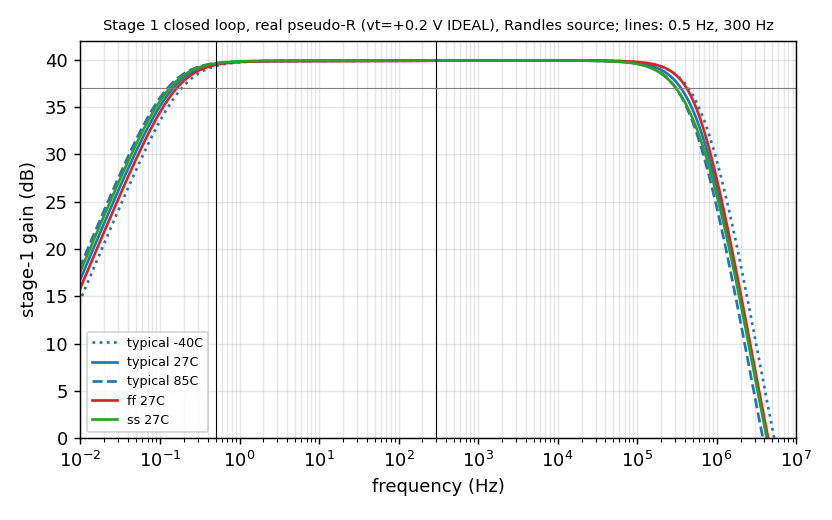 Stage 1 closed loop, real pseudo-R (vt=+0.2 V IDEAL), Randles source; lines: 0.5 Hz, 300 Hz
stage-1 gain (dB)
40
35
30
25
20
15
10
5
0
typical -40C
typical 27C
typical 85C
ff 27C
ss 27C
10⁻² 10⁻¹ 10⁰ 10¹ 10² 10³ 10⁴ 10⁵ 10⁶ 10⁷
frequency (Hz)